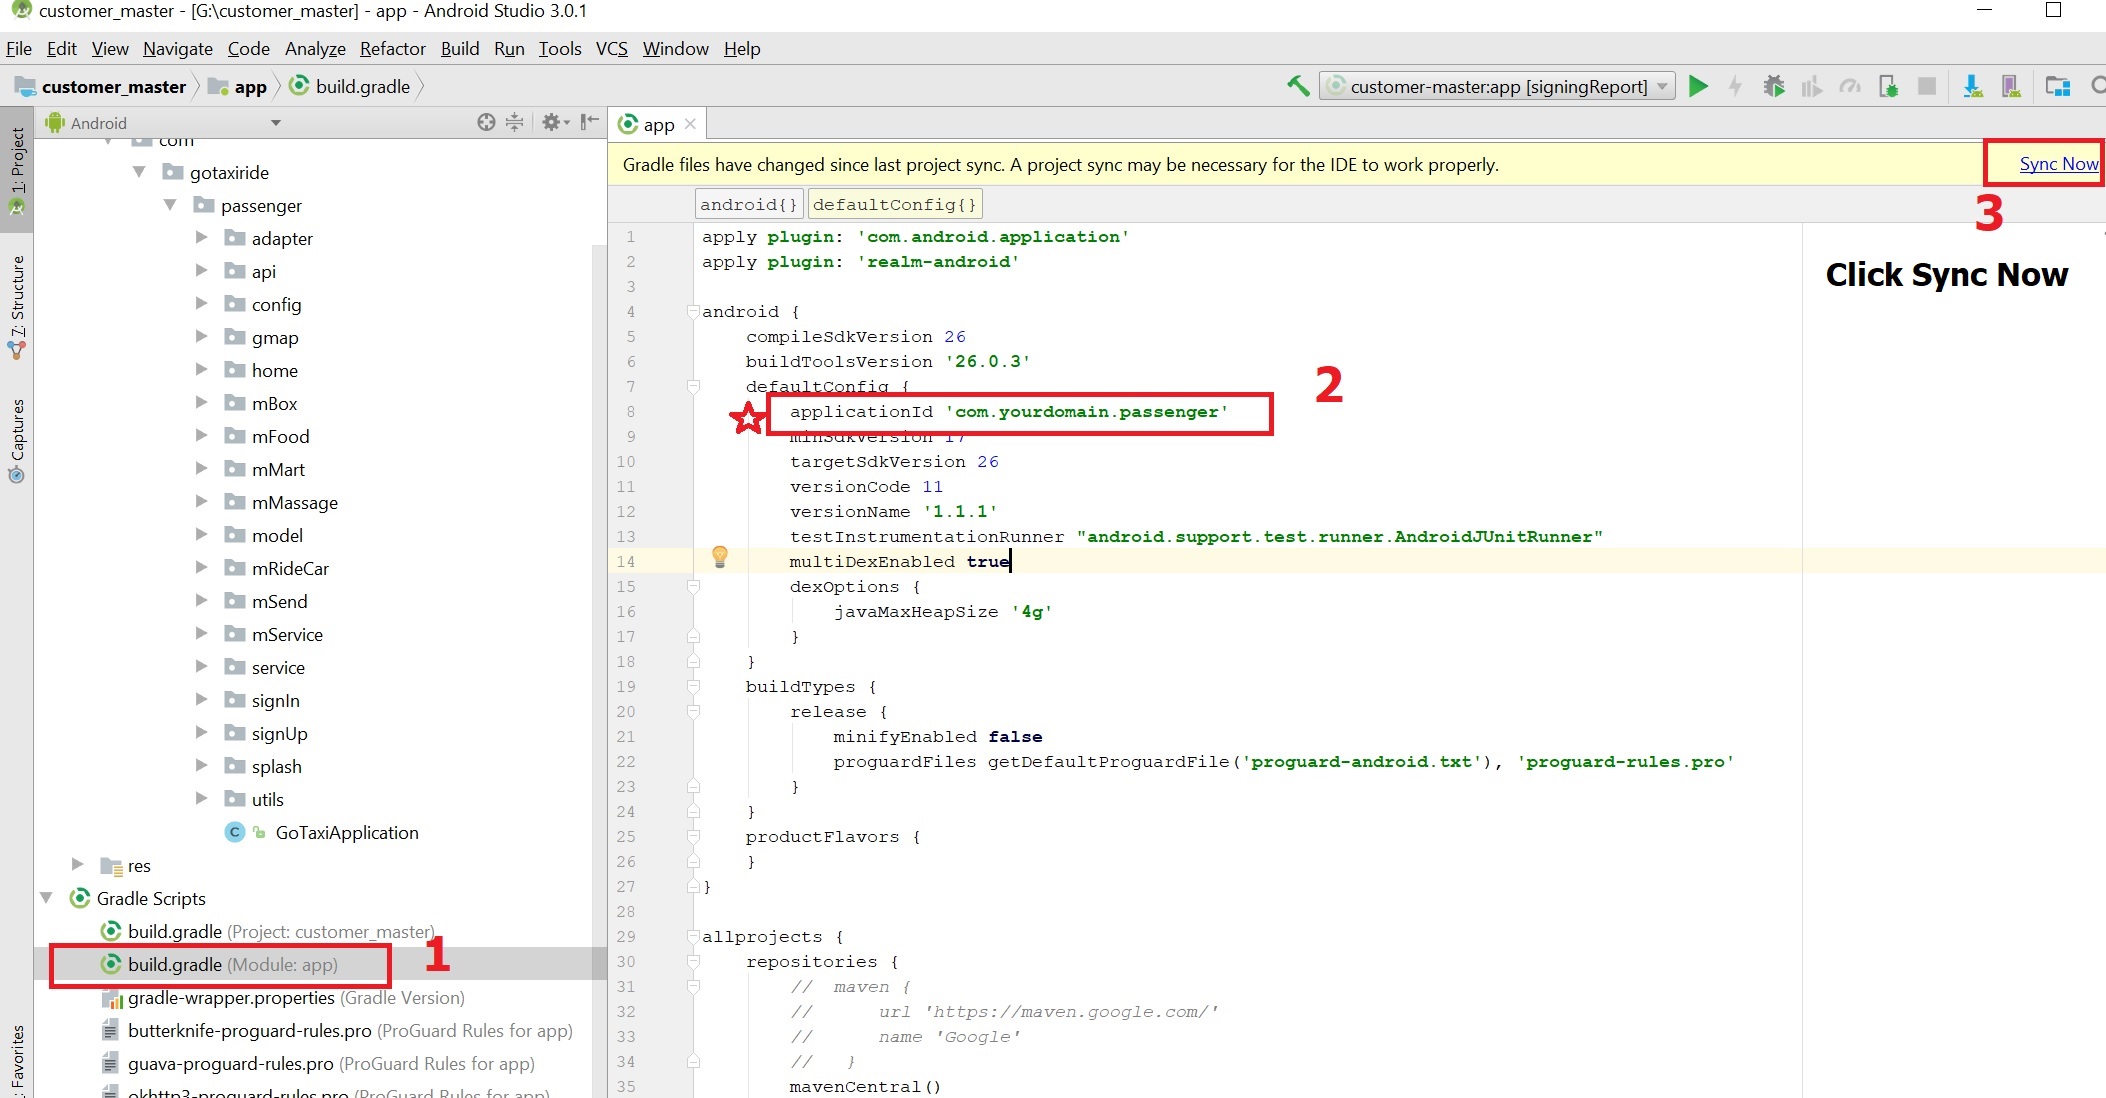 customer_master - [G:\customer_master] - app - Android Studio 3.0.1
File Edit View Navigate Code Analyze Refactor Build Run Tools VCS Window Help
customer_master app build.gradle
customer-master:app [signingReport]
1: Project
7: Structure
Captures
Favorites
Android
com
gotaxiride
passenger
adapter
api
config
gmap
home
mBox
mFood
mMart
mMassage
model
mRideCar
mSend
mService
service
signIn
signUp
splash
utils
C GoTaxiApplication
res
Gradle Scripts
build.gradle (Project: customer_master)
build.gradle (Module: app)
1
gradle-wrapper.properties (Gradle Version)
butterknife-proguard-rules.pro (ProGuard Rules for app)
guava-proguard-rules.pro (ProGuard Rules for app)
okhttp3-proguard-rules.pro (ProGuard Rules for app)
app
Gradle files have changed since last project sync. A project sync may be necessary for the IDE to work properly.
Sync Now
3
Click Sync Now
android{} defaultConfig{}
1 apply plugin: 'com.android.application'
2 apply plugin: 'realm-android'
3
4 android {
5 compileSdkVersion 26
6 buildToolsVersion '26.0.3'
7 defaultConfig {
8 applicationId 'com.yourdomain.passenger'
2
9 minSdkVersion 17
10 targetSdkVersion 26
11 versionCode 11
12 versionName '1.1.1'
13 testInstrumentationRunner "android.support.test.runner.AndroidJUnitRunner"
14 multiDexEnabled true
15 dexOptions {
16 javaMaxHeapSize '4g'
17 }
18 }
19 buildTypes {
20 release {
21 minifyEnabled false
22 proguardFiles getDefaultProguardFile('proguard-android.txt'), 'proguard-rules.pro'
23 }
24 }
25 productFlavors {
26 }
27 }
28
29 allprojects {
30 repositories {
31 // maven {
32 // url 'https://maven.google.com/'
33 // name 'Google'
34 // }
35 mavenCentral()